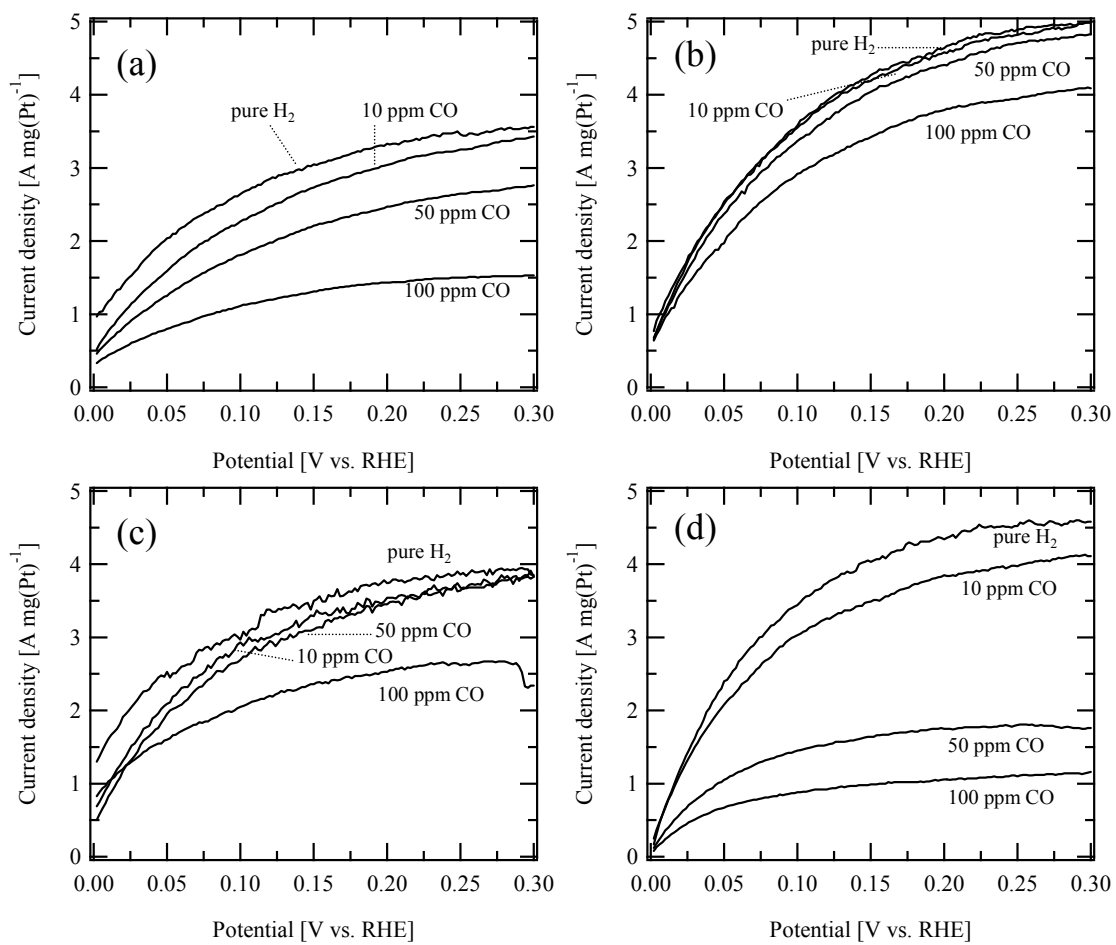 (a)
5
4
3
2
1
0
Current density [A mg(Pt)⁻¹]
pure H₂
10 ppm CO
50 ppm CO
100 ppm CO
0.00 0.05 0.10 0.15 0.20 0.25 0.30
Potential [V vs. RHE]
(b)
5
4
3
2
1
0
Current density [A mg(Pt)⁻¹]
pure H₂
50 ppm CO
10 ppm CO
100 ppm CO
0.00 0.05 0.10 0.15 0.20 0.25 0.30
Potential [V vs. RHE]
(c)
5
4
3
2
1
0
Current density [A mg(Pt)⁻¹]
pure H₂
50 ppm CO
10 ppm CO
100 ppm CO
0.00 0.05 0.10 0.15 0.20 0.25 0.30
Potential [V vs. RHE]
(d)
5
4
3
2
1
0
Current density [A mg(Pt)⁻¹]
pure H₂
10 ppm CO
50 ppm CO
100 ppm CO
0.00 0.05 0.10 0.15 0.20 0.25 0.30
Potential [V vs. RHE]